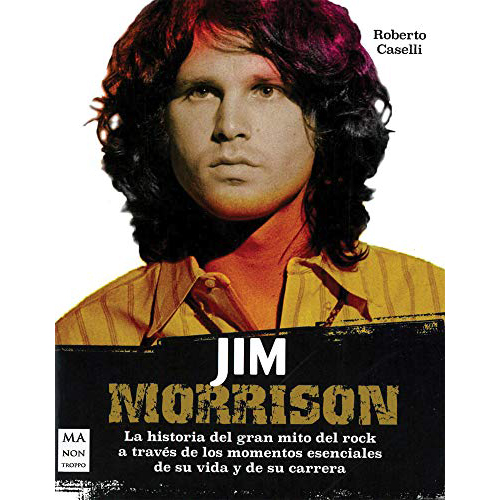 Roberto
Caselli
JIM
MORRISON
La historia del gran mito del rock
a través de los momentos esenciales
de su vida y de su carrera
MA
NON
TROPPO